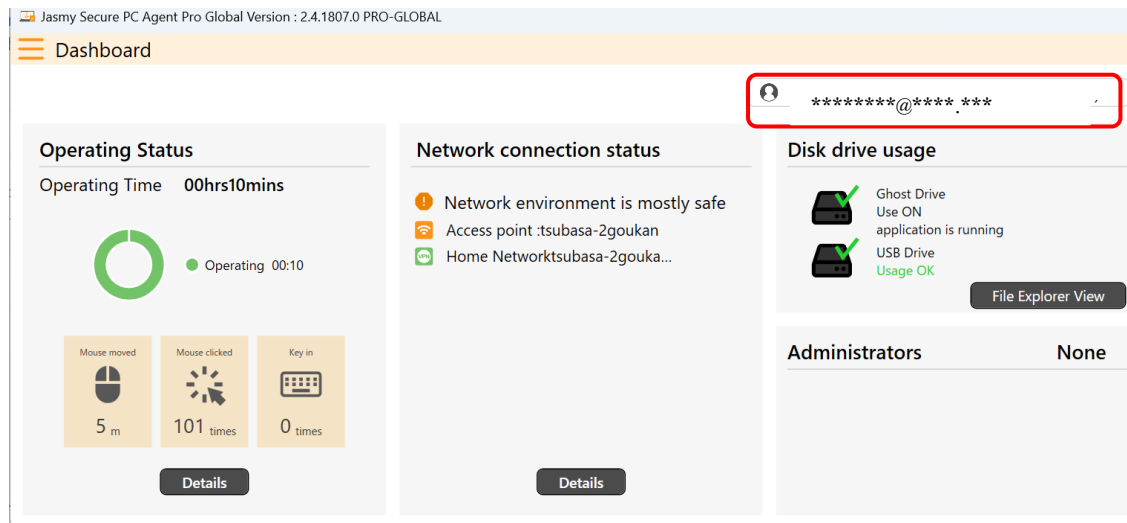 Jasmy Secure PC Agent Pro Global Version : 2.4.1807.0 PRO-GLOBAL
Dashboard
********@****.***
Operating Status
Operating Time 00hrs10mins
Operating 00:10
Mouse moved
5 m
Mouse clicked
101 times
Key in
0 times
Details
Network connection status
Network environment is mostly safe
Access point :tsubasa-2goukan
VPN
Home Networktsubasa-2gouka...
Details
Disk drive usage
Ghost Drive
Use ON
application is running
USB Drive
Usage OK
File Explorer View
Administrators None